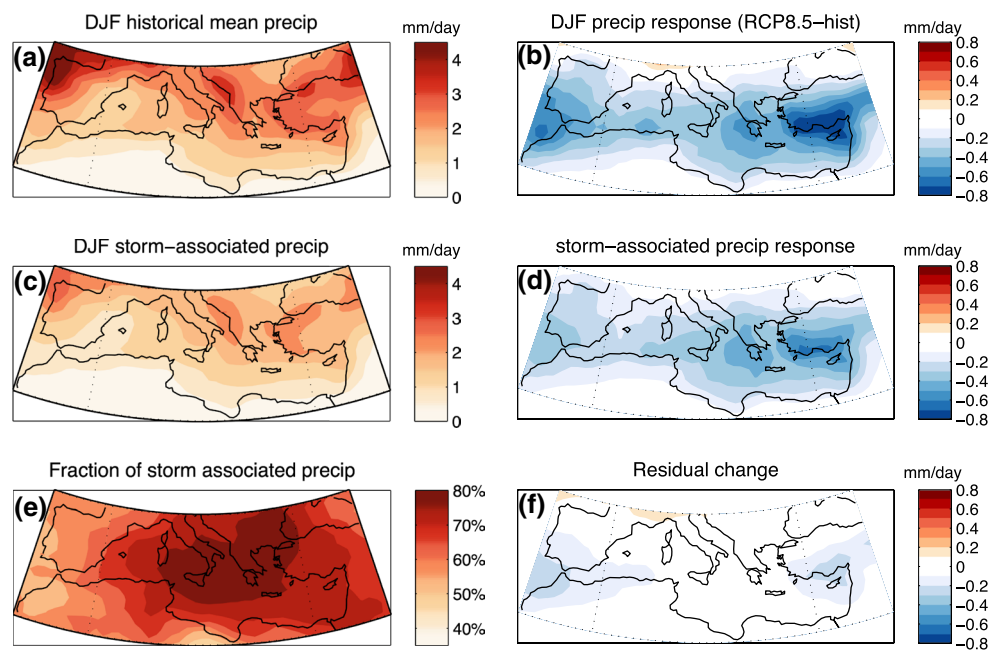 DJF historical mean precip
mm/day
(a)
4
3
2
1
0
DJF precip response (RCP8.5−hist)
mm/day
(b)
0.8
0.6
0.4
0.2
0
−0.2
−0.4
−0.6
−0.8
DJF storm−associated precip
mm/day
(c)
4
3
2
1
0
storm−associated precip response
mm/day
(d)
0.8
0.6
0.4
0.2
0
−0.2
−0.4
−0.6
−0.8
Fraction of storm associated precip
(e)
80%
70%
60%
50%
40%
Residual change
mm/day
(f)
0.8
0.6
0.4
0.2
0
−0.2
−0.4
−0.6
−0.8